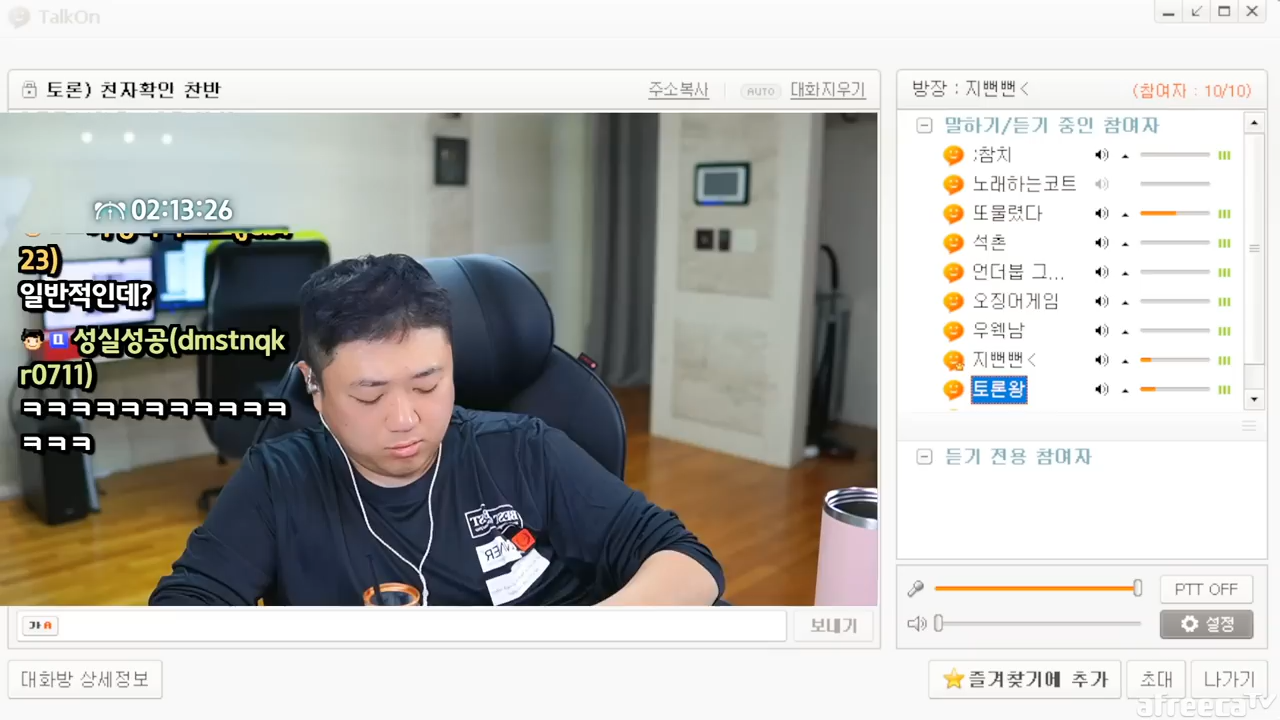 TalkOn
토론) 친자확인 찬반
주소복사
AUTO
대화지우기
02:13:26
23)
일반적인데?
성실성공(dmstnqk
r0711)
ㅋㅋㅋㅋㅋㅋㅋㅋㅋㅋㅋ
ㅋㅋㅋ
가A
보내기
대화방 상세정보
방장 : 지뻔뻔<
(참여자 : 10/10)
말하기/듣기 중인 참여자
;참치
노래하는코트
또물렸다
석촌
언더붑 그...
오징어게임
우웩남
지뻔뻔<
토론왕
듣기 전용 참여자
PTT OFF
설정
즐겨찾기에 추가
초대
나가기
afreecaTV